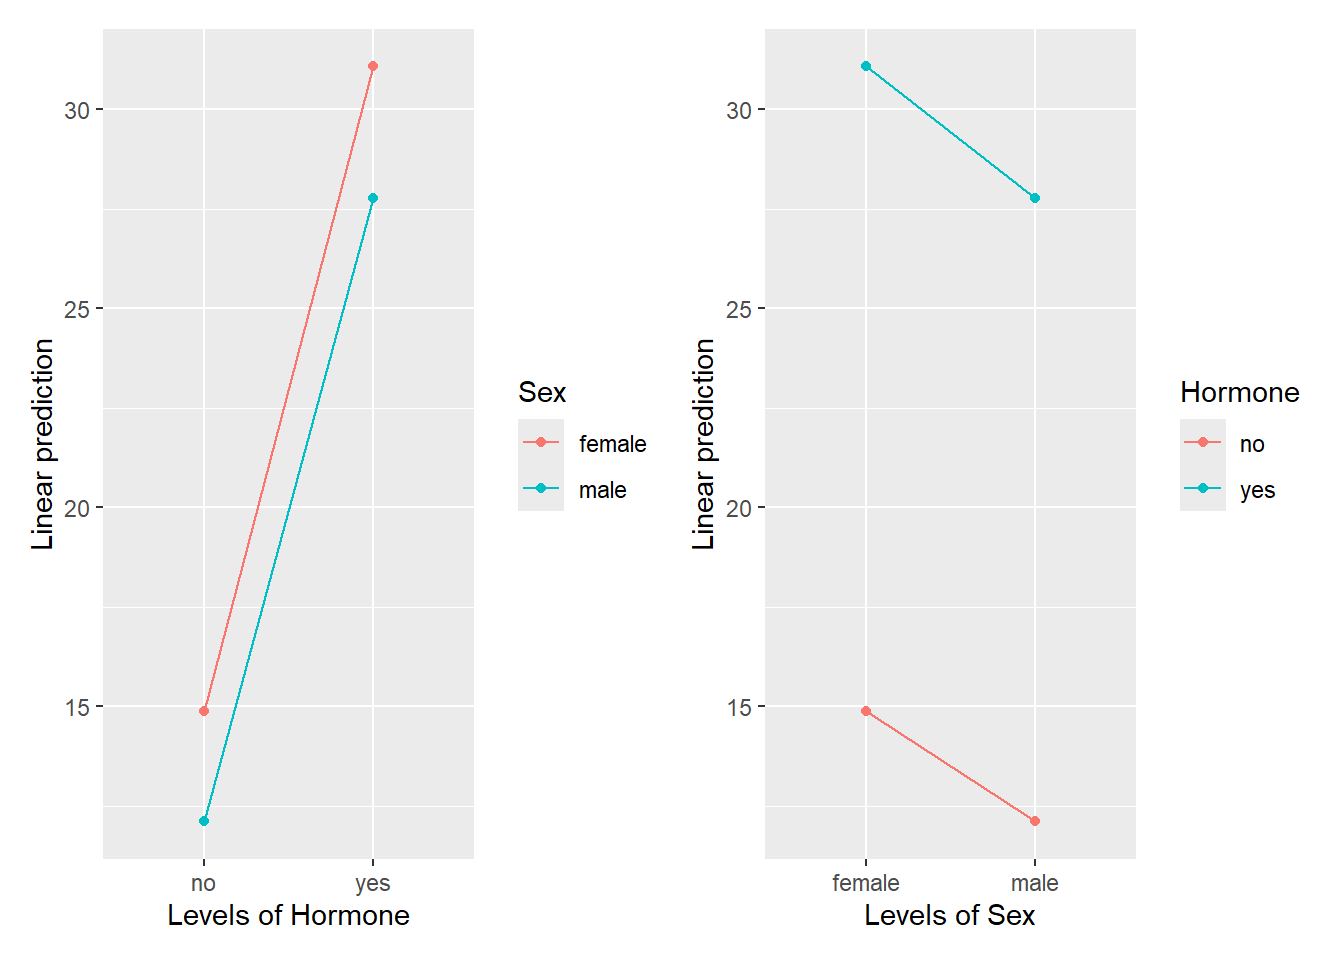 30
25
20
15
Linear prediction
no
yes
Levels of Hormone
Sex
female
male
30
25
20
15
Linear prediction
female
male
Levels of Sex
Hormone
no
yes